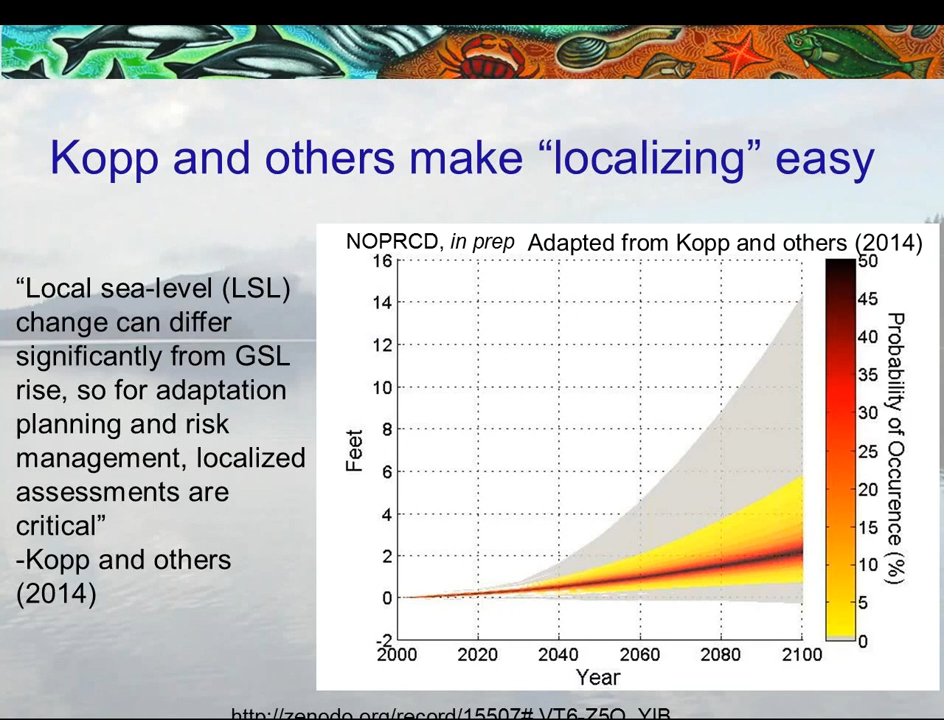 Kopp and others make “localizing” easy
“Local sea-level (LSL)
change can differ
significantly from GSL
rise, so for adaptation
planning and risk
management, localized
assessments are
critical”
-Kopp and others
(2014)
NOPRCD, in prep Adapted from Kopp and others (2014)
16
14
12
10
8
6
4
2
0
-2
Feet
2000 2020 2040 2060 2080 2100
Year
50
45
40
35
30
25
20
15
10
5
0
Probability of Occurence (%)